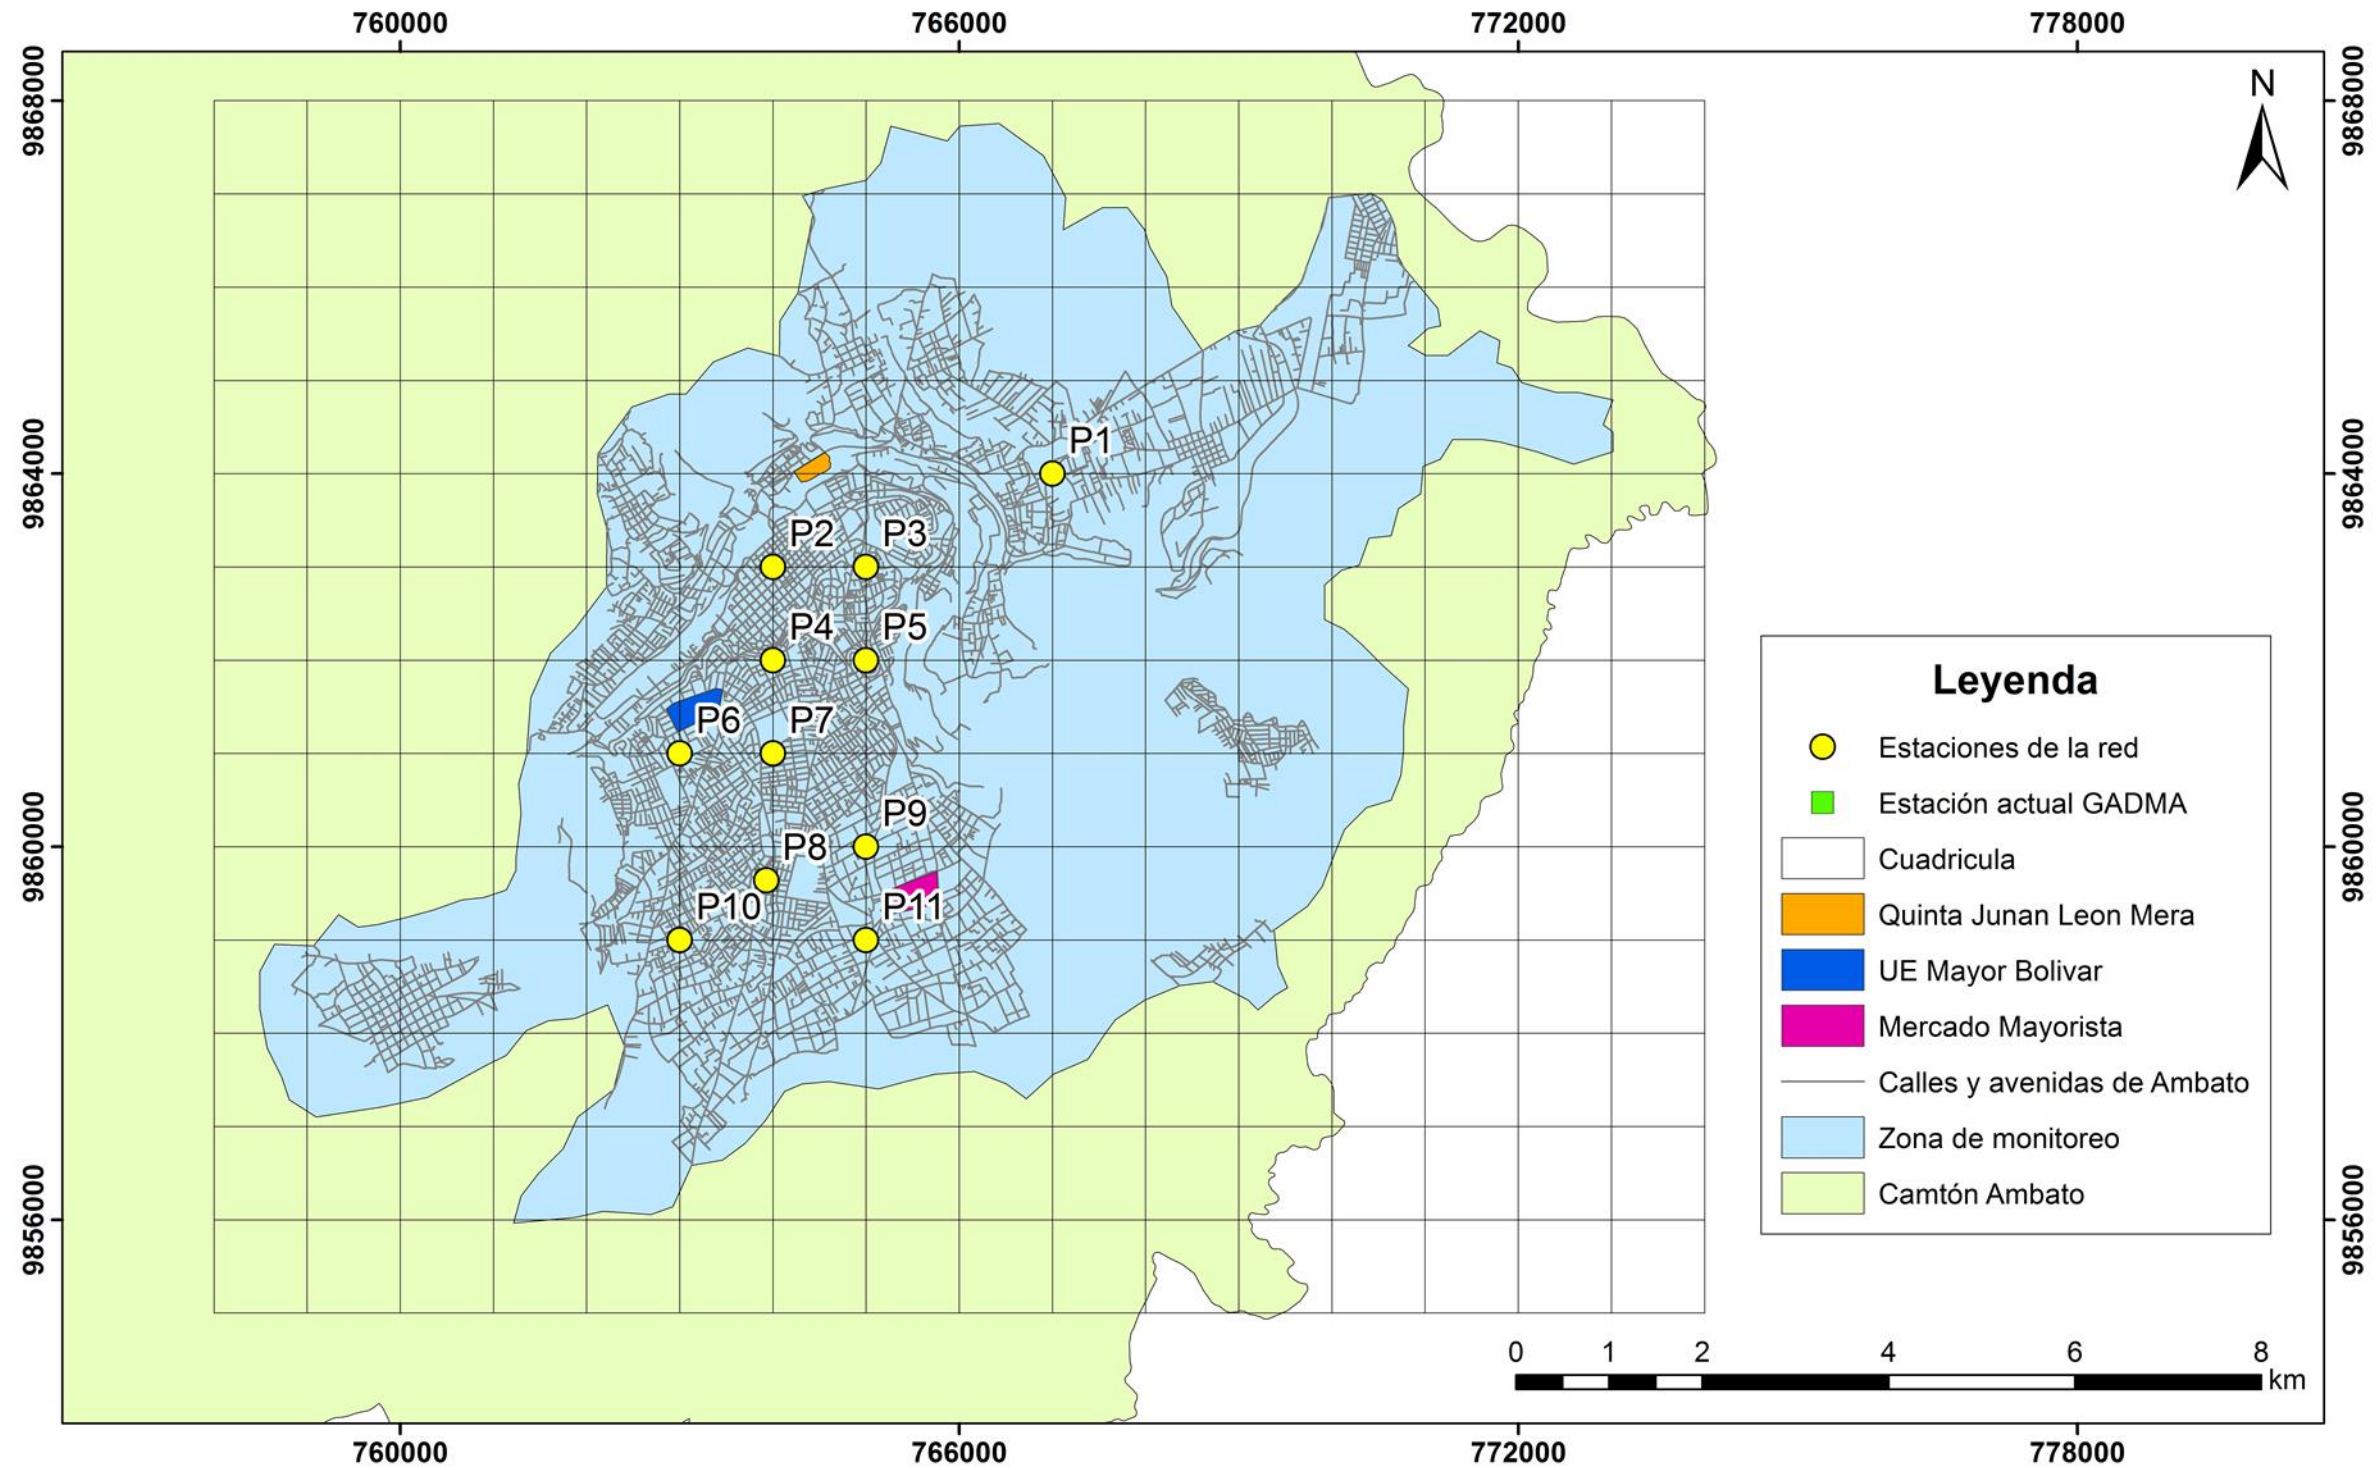 760000 766000 772000 778000
9868000 9868000
N
9864000 9864000
P1
P2 P3
P4 P5
P6 P7
Leyenda
Estaciones de la red
Estación actual GADMA
9860000 9860000
P9
P8
P10 P11
Cuadricula
Quinta Junan Leon Mera
UE Mayor Bolivar
Mercado Mayorista
Calles y avenidas de Ambato
Zona de monitoreo
Camtón Ambato
9856000 9856000
0 1 2 4 6 8
km
760000 766000 772000 778000